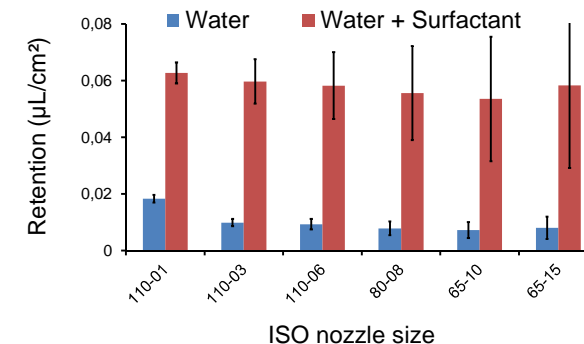 Water
Water + Surfactant
Retention (µL/cm²)
0,08
0,06
0,04
0,02
0
110-01
110-03
110-06
80-08
65-10
65-15
ISO nozzle size